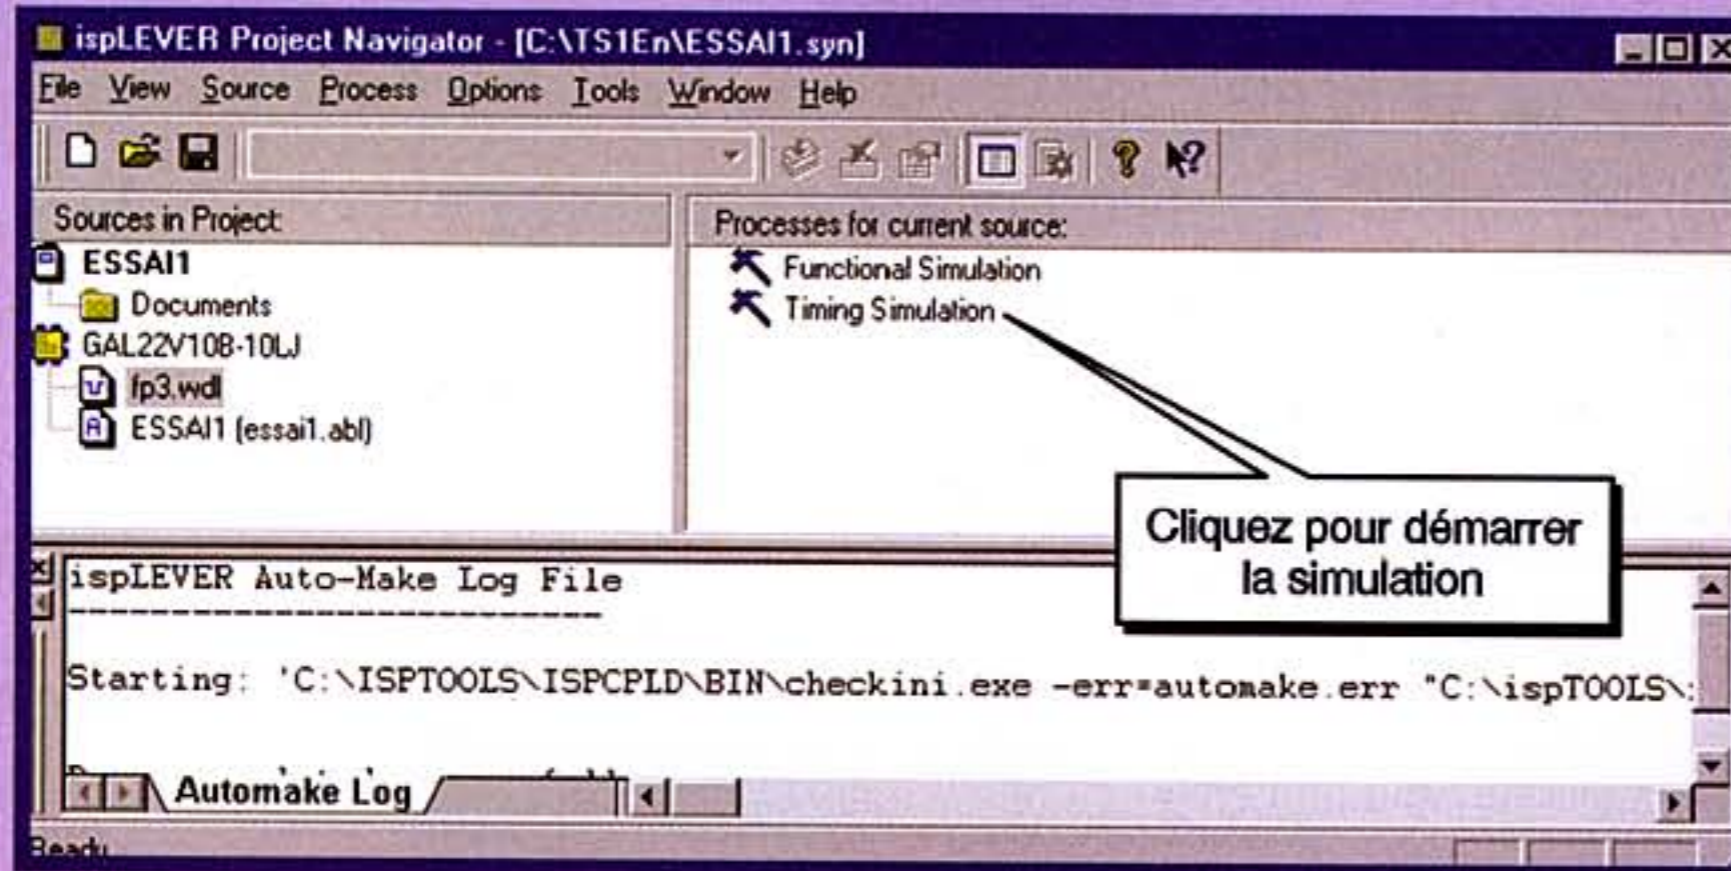 ispLEVER Project Navigator - [C:\TS1En\ESSAI1.syn]
File View Source Process Options Tools Window Help
Sources in Project:
ESSAI1
Documents
GAL22V10B-10LJ
fp3.wdl
ESSAI1 (essai1.abl)
Processes for current source:
Functional Simulation
Timing Simulation
Cliquez pour démarrer
la simulation
ispLEVER Auto-Make Log File
---------------------------
Starting: 'C:\ISPTOOLS\ISPCPLD\BIN\checkini.exe -err=automake.err "C:\ispTOOLS\
Automake Log
Ready